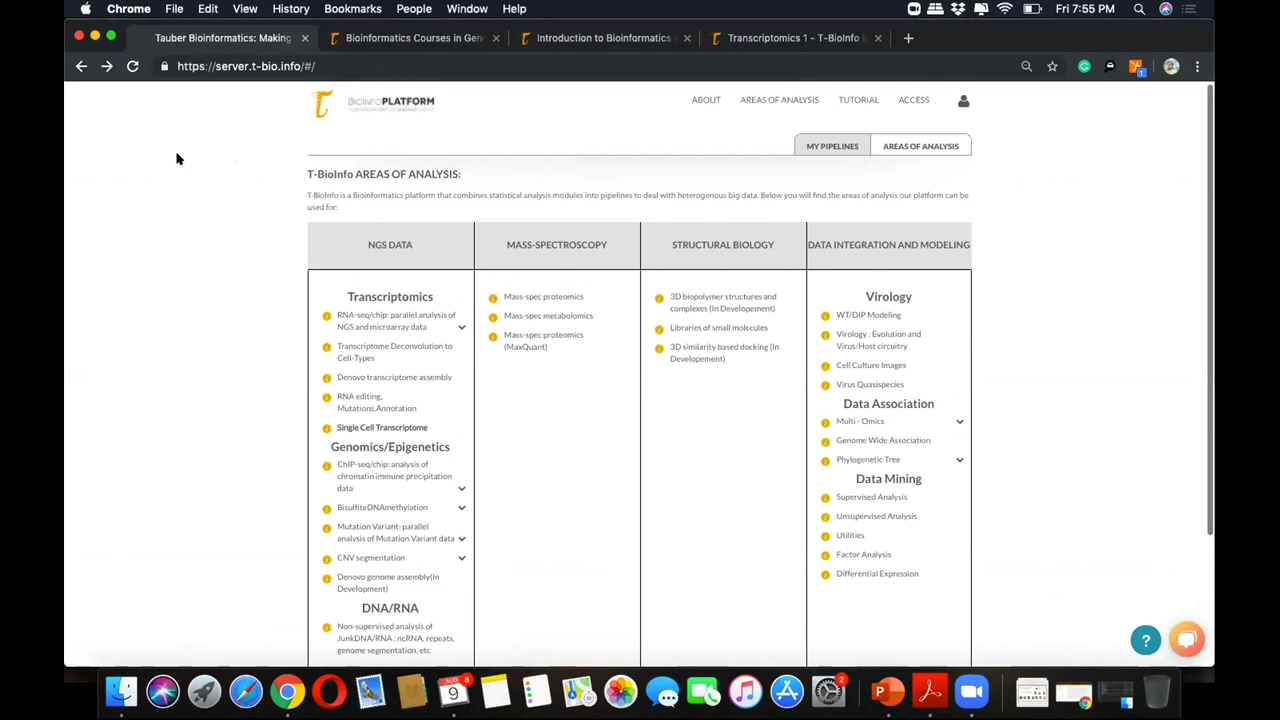 Chrome File Edit View History Bookmarks People Window Help Fri 7:55 PM
Tauber Bioinformatics: Making Bioinformatics Courses in Gen Introduction to Bioinformatics Transcriptomics 1 - T-BioInfo
https://server.t-bio.info/#/ 1
BIOINFOPLATFORM
ABOUT AREAS OF ANALYSIS TUTORIAL ACCESS
MY PIPELINES AREAS OF ANALYSIS
T-BioInfo AREAS OF ANALYSIS:
T-BioInfo is a Bioinformatics platform that combines statistical analysis modules into pipelines to deal with heterogenous big data. Below you will find the areas of analysis our platform can be
used for:
NGS DATA
Transcriptomics
RNA-seq/chip: parallel analysis of
NGS and microarray data
Transcriptome Deconvolution to
Cell-Types
Denovo transcriptome assembly
RNA editing,
Mutations,Annotation
Single Cell Transcriptome
Genomics/Epigenetics
ChIP-seq/chip: analysis of
chromatin immune precipitation
data
BisulfiteDNAmethylation
Mutation Variant: parallel
analysis of Mutation Variant data
CNV segmentation
Denovo genome assembly(In
Development)
DNA/RNA
Non-supervised analysis of
JunkDNA/RNA : ncRNA, repeats,
genome segmentation, etc
MASS-SPECTROSCOPY
Mass-spec proteomics
Mass-spec metabolomics
Mass-spec proteomics
(MaxQuant)
STRUCTURAL BIOLOGY
3D biopolymer structures and
complexes (In Developement)
Libraries of small molecules
3D similarity based docking (In
Developement)
DATA INTEGRATION AND MODELING
Virology
WT/DIP Modeling
Virology : Evolution and
Virus/Host circuitry
Cell Culture Images
Virus Quasispecies
Data Association
Multi - Omics
Genome Wide Association
Phylogenetic Tree
Data Mining
Supervised Analysis
Unsupervised Analysis
Utilities
Factor Analysis
Differential Expression
?
AUG 8
9
2